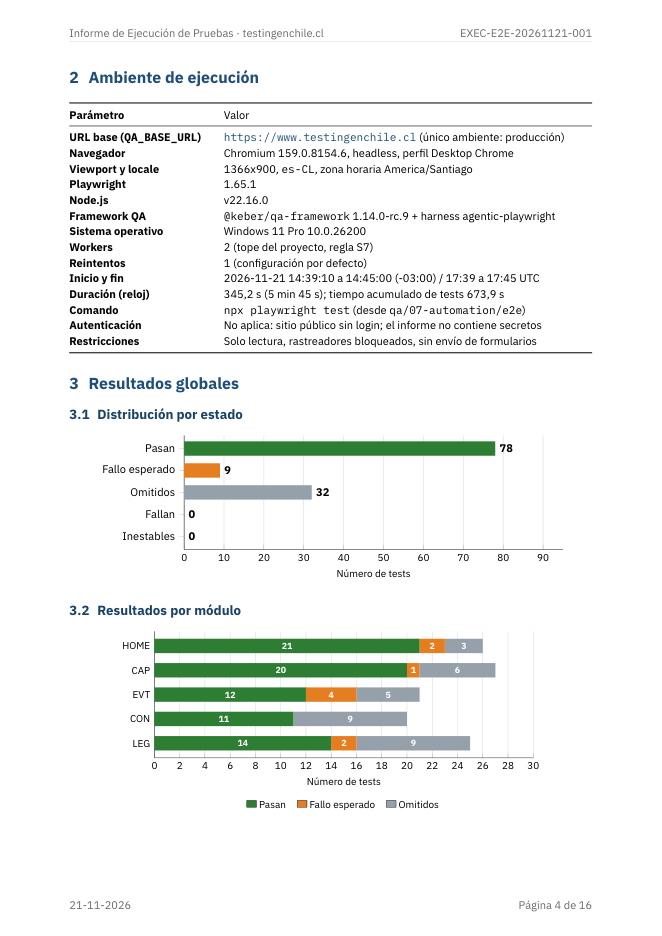 Informe de Ejecución de Pruebas · testingenchile.cl EXEC-E2E-20261121-001
2 Ambiente de ejecución
Parámetro Valor
URL base (QA_BASE_URL) https://www.testingenchile.cl (único ambiente: producción)
Navegador Chromium 159.0.8154.6, headless, perfil Desktop Chrome
Viewport y locale 1366x900, es-CL, zona horaria America/Santiago
Playwright 1.65.1
Node.js v22.16.0
Framework QA @keber/qa-framework 1.14.0-rc.9 + harness agentic-playwright
Sistema operativo Windows 11 Pro 10.0.26200
Workers 2 (tope del proyecto, regla S7)
Reintentos 1 (configuración por defecto)
Inicio y fin 2026-11-21 14:39:10 a 14:45:00 (-03:00) / 17:39 a 17:45 UTC
Duración (reloj) 345,2 s (5 min 45 s); tiempo acumulado de tests 673,9 s
Comando npx playwright test (desde qa/07-automation/e2e)
Autenticación No aplica: sitio público sin login; el informe no contiene secretos
Restricciones Solo lectura, rastreadores bloqueados, sin envío de formularios
3 Resultados globales
3.1 Distribución por estado
Pasan 78
Fallo esperado 9
Omitidos 32
Fallan 0
Inestables 0
0 10 20 30 40 50 60 70 80 90
Número de tests
3.2 Resultados por módulo
HOME 21 2 3
CAP 20 1 6
EVT 12 4 5
CON 11 9
LEG 14 2 9
0 2 4 6 8 10 12 14 16 18 20 22 24 26 28 30
Número de tests
Pasan Fallo esperado Omitidos
21-11-2026 Página 4 de 16